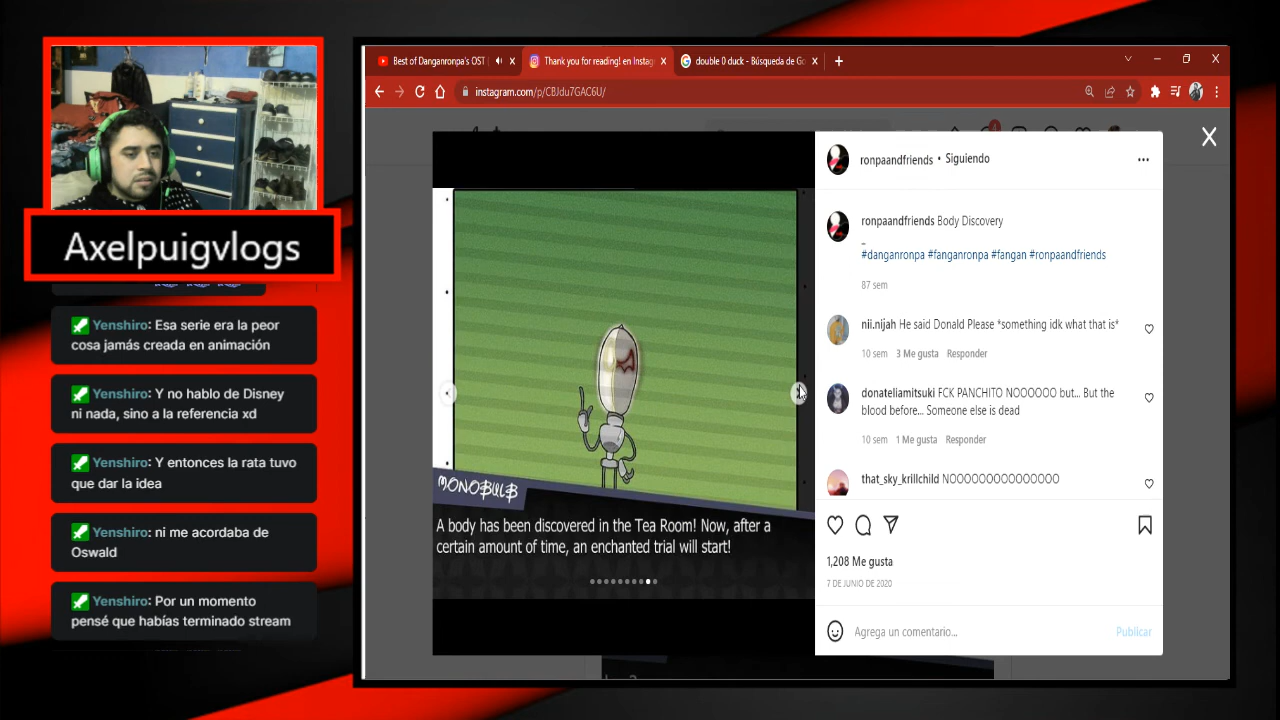 Best of Danganronpa's OST
Thank you for reading! en Instag
double 0 duck - Búsqueda de Go
instagram.com/p/CBJdu7GAC6U/
Axelpuigvlogs
Yenshiro: Esa serie era la peor
cosa jamás creada en animación
Yenshiro: Y no hablo de Disney
ni nada, sino a la referencia xd
Yenshiro: Y entonces la rata tuvo
que dar la idea
Yenshiro: ni me acordaba de
Oswald
Yenshiro: Por un momento
pensé que habías terminado stream
MONOBULB
A body has been discovered in the Tea Room! Now, after a
certain amount of time, an enchanted trial will start!
ronpaandfriends • Siguiendo
ronpaandfriends Body Discovery
_
#danganronpa #fanganronpa #fangan #ronpaandfriends
87 sem
nii.nijah He said Donald Please *something idk what that is*
10 sem 3 Me gusta Responder
donateliamitsuki FCK PANCHITO NOOOOOO but... But the
blood before... Someone else is dead
10 sem 1 Me gusta Responder
that_sky_krillchild NOOOOOOOOOOOOOOO
1,208 Me gusta
7 DE JUNIO DE 2020
Agrega un comentario...
Publicar